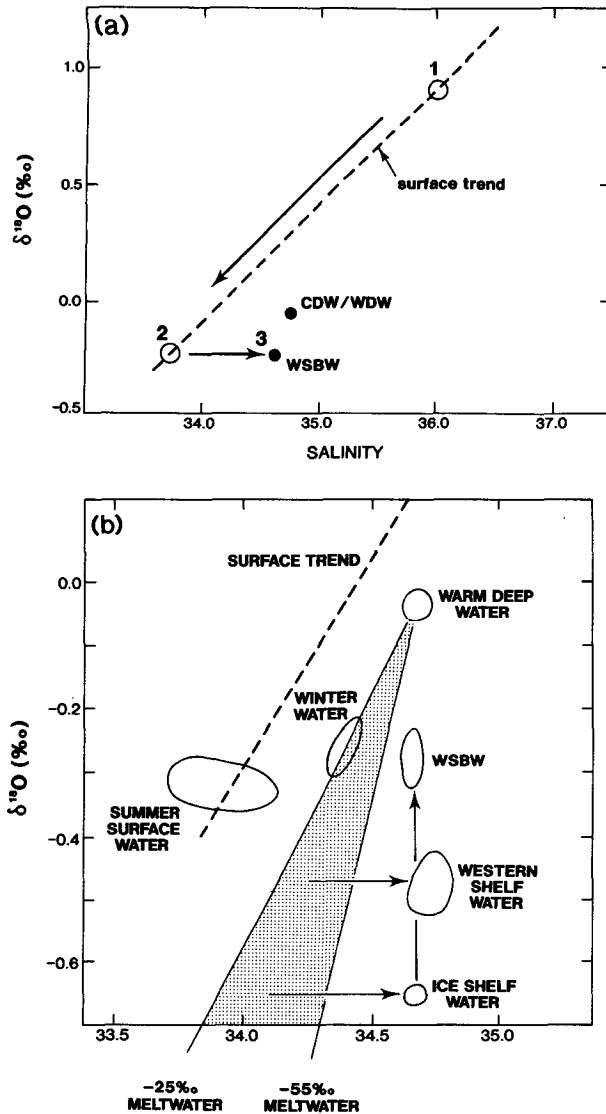 (a)
1.0
0.5
0.0
-0.5
δ¹⁸O (‰)
1
surface trend
CDW/WDW
2
3
WSBW
34.0
35.0
36.0
37.0
SALINITY
(b)
SURFACE TREND
0.0
-0.2
-0.4
-0.6
δ¹⁸O (‰)
WARM DEEP
WATER
WINTER
WATER
WSBW
SUMMER
SURFACE
WATER
WESTERN
SHELF
WATER
ICE SHELF
WATER
33.5
34.0
34.5
35.0
-25‰
MELTWATER
-55‰
MELTWATER